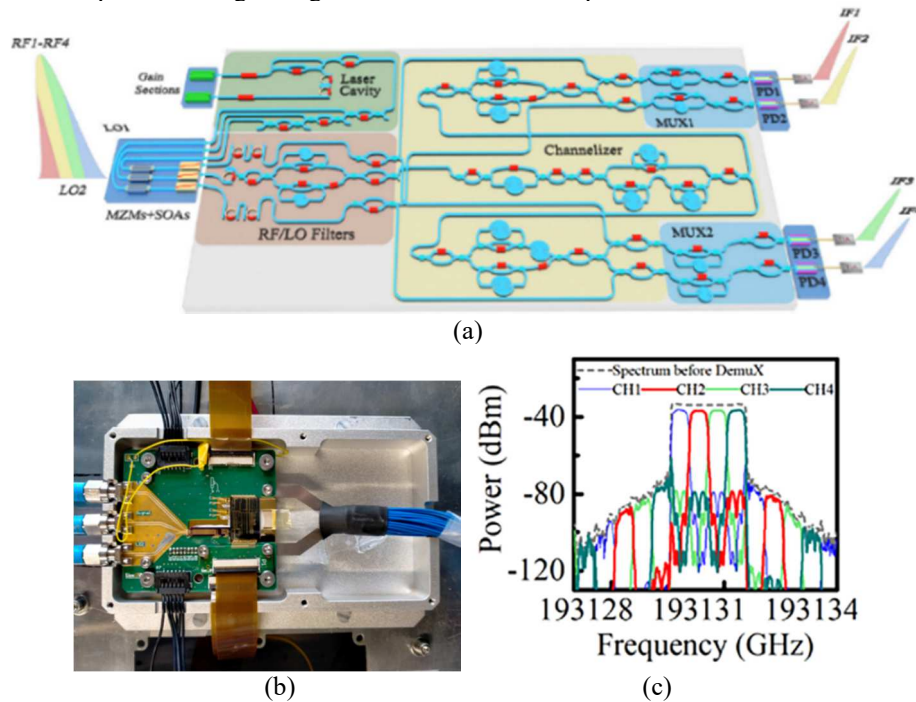 RF1-RF4
Gain
Sections
Laser
Cavity
LO1
LO2
MZMs+SOAs
RF/LO Filters
Channelizer
MUX1
MUX2
PD1
PD2
PD3
PD4
IF1
IF2
IF3
(a)
(b)
Spectrum before DemuX
CH1 CH2 CH3 CH4
Power (dBm)
-40
-80
-120
193128 193131 193134
Frequency (GHz)
(c)